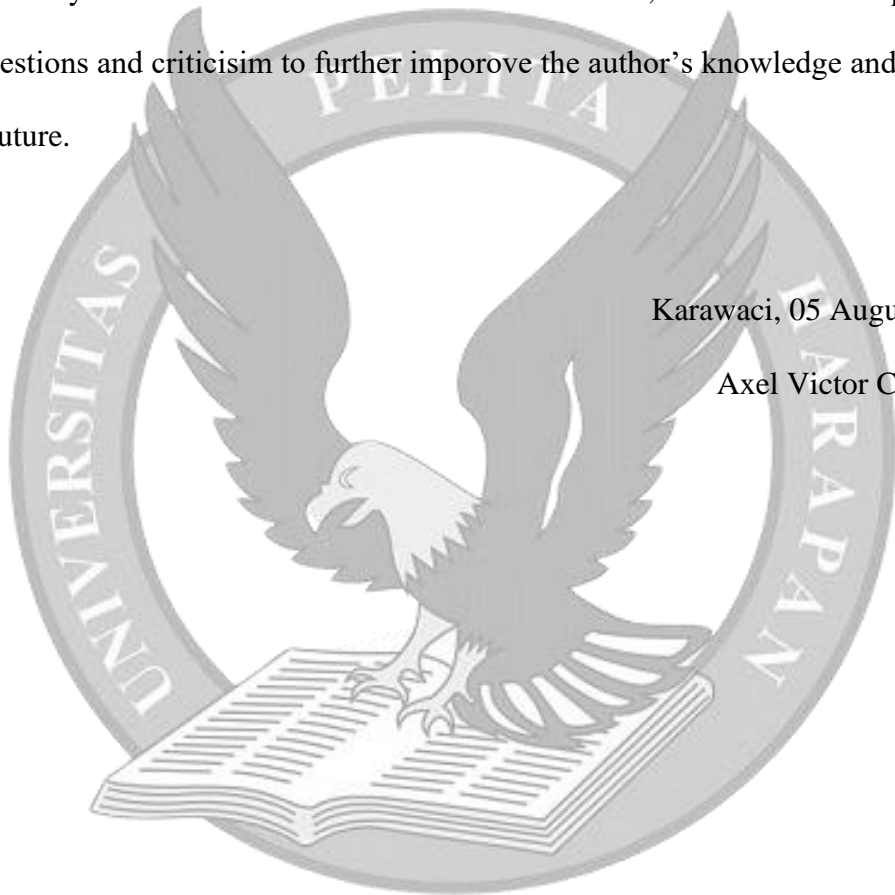 estions and criticisim to further imporove the author’s knowledge and
uture.
Karawaci, 05 Augu
Axel Victor C
UNIVERSITAS PELITA HARAPAN